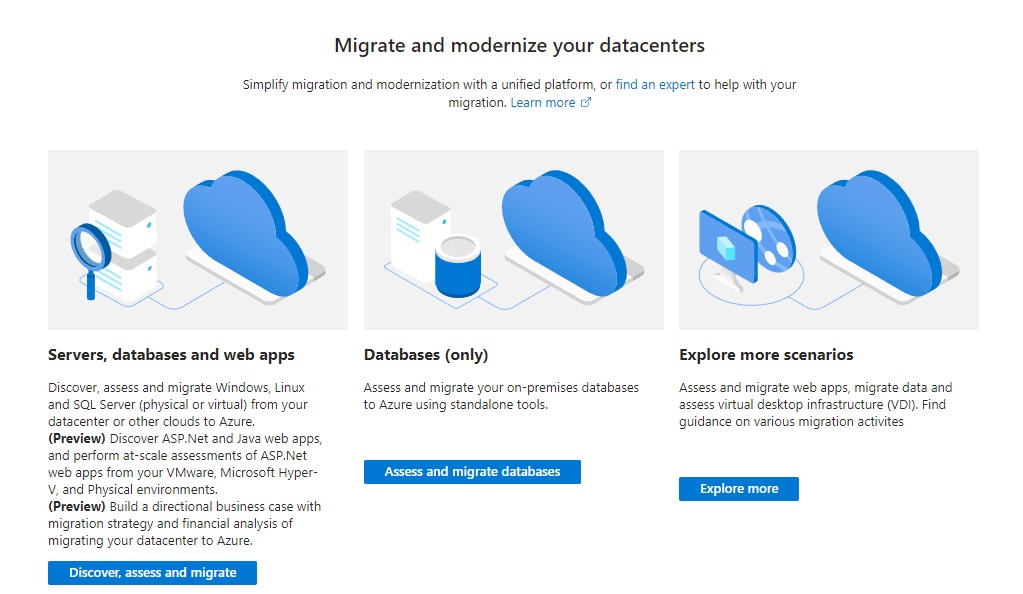 Migrate and modernize your datacenters
Simplify migration and modernization with a unified platform, or find an expert to help with your
migration. Learn more
Servers, databases and web apps
Discover, assess and migrate Windows, Linux
and SQL Server (physical or virtual) from your
datacenter or other clouds to Azure.
(Preview) Discover ASP.Net and Java web apps,
and perform at-scale assessments of ASP.Net
web apps from your VMware, Microsoft Hyper-
V, and Physical environments.
(Preview) Build a directional business case with
migration strategy and financial analysis of
migrating your datacenter to Azure.
Discover, assess and migrate
Databases (only)
Assess and migrate your on-premises databases
to Azure using standalone tools.
Assess and migrate databases
Explore more scenarios
Assess and migrate web apps, migrate data and
assess virtual desktop infrastructure (VDI). Find
guidance on various migration activites
Explore more